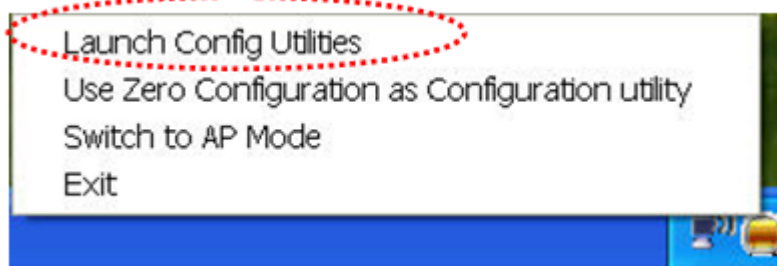 Launch Config Utilities
Use Zero Configuration as Configuration utility
Switch to AP Mode
Exit